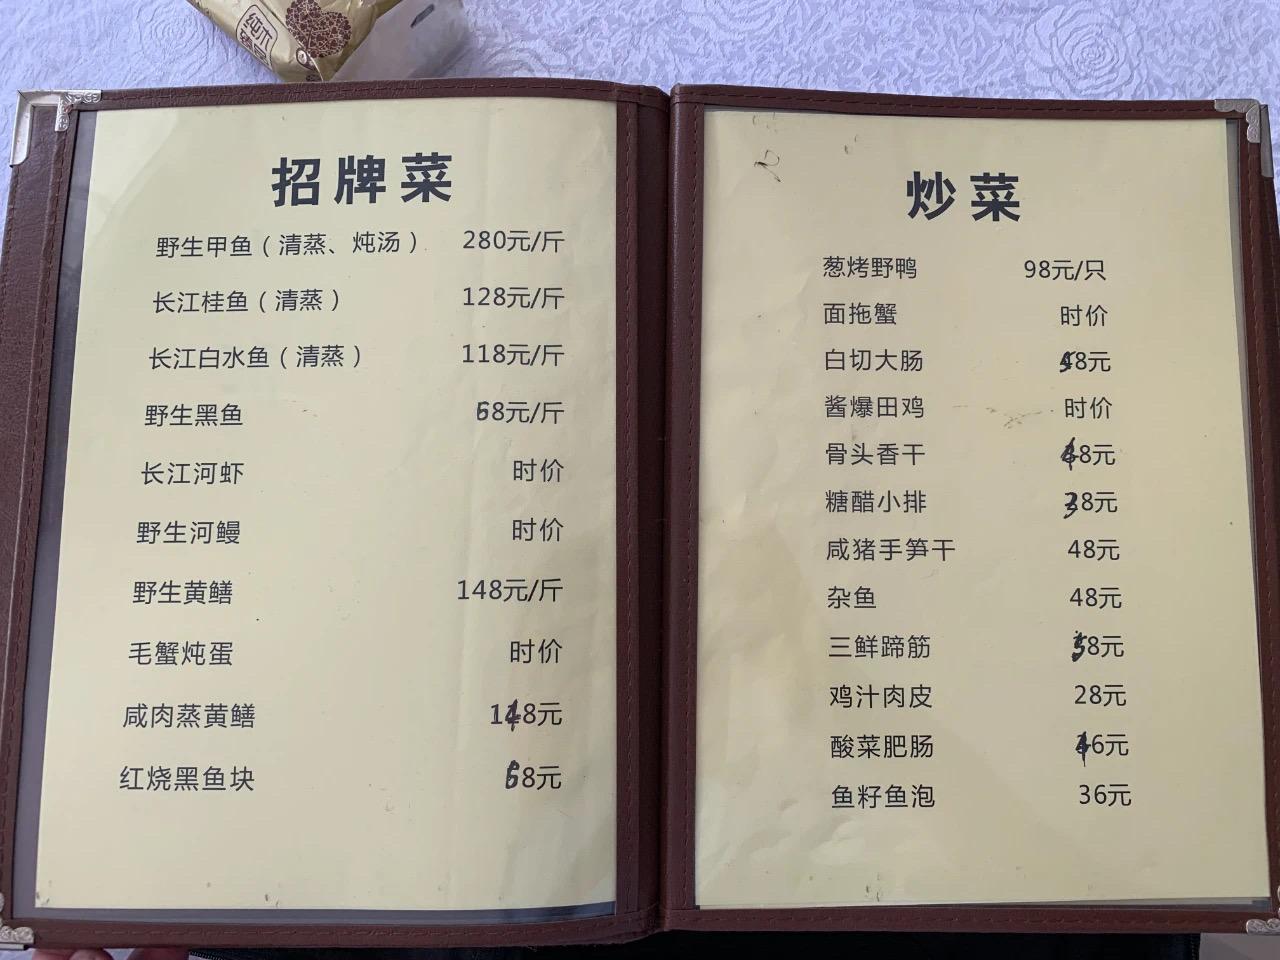 招牌菜
野生甲鱼（清蒸、炖汤） 280元/斤
长江桂鱼（清蒸） 128元/斤
长江白水鱼（清蒸） 118元/斤
野生黑鱼 68元/斤
长江河虾 时价
野生河鳗 时价
野生黄鳝 148元/斤
毛蟹炖蛋 时价
咸肉蒸黄鳝 148元
红烧黑鱼块 68元
炒菜
葱烤野鸭 98元/只
面拖蟹 时价
白切大肠 58元
酱爆田鸡 时价
骨头香干 48元
糖醋小排 38元
咸猪手笋干 48元
杂鱼 48元
三鲜蹄筋 58元
鸡汁肉皮 28元
酸菜肥肠 46元
鱼籽鱼泡 36元